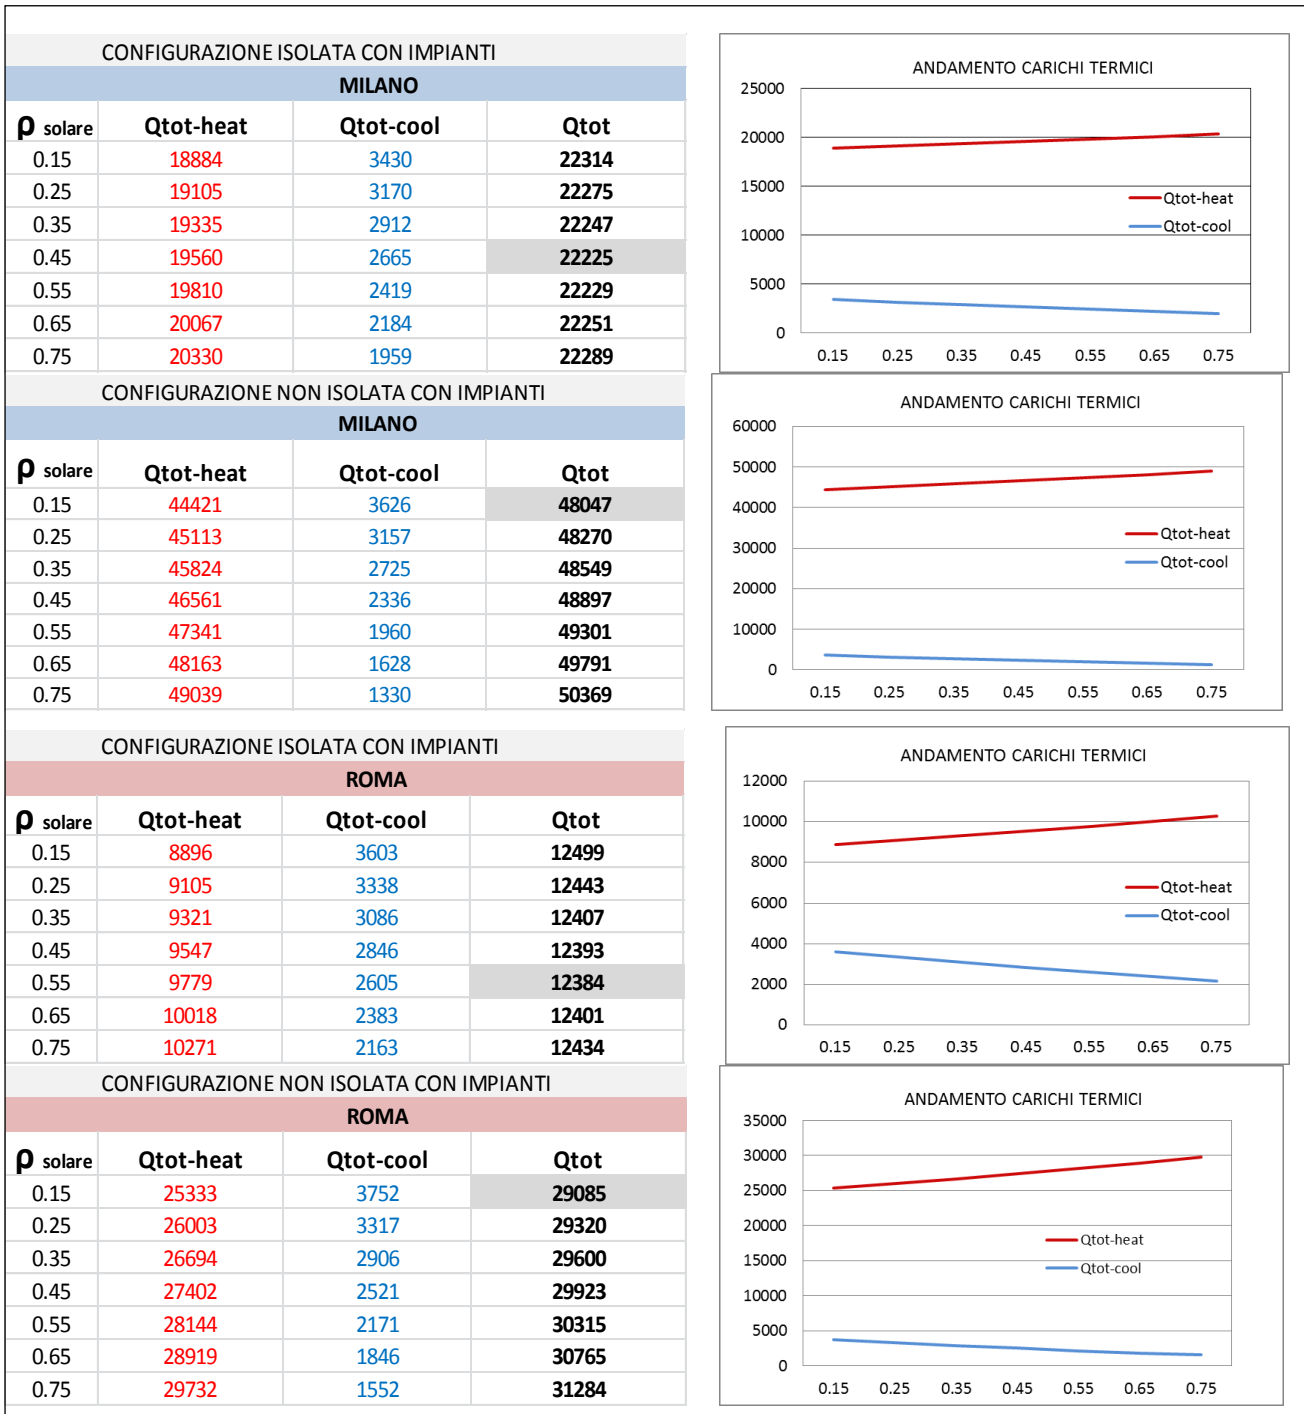 CONFIGURAZIONE ISOLATA CON IMPIANTI
MILANO
ρ solare Qtot-heat Qtot-cool Qtot
0.15 18884 3430 22314
0.25 19105 3170 22275
0.35 19335 2912 22247
0.45 19560 2665 22225
0.55 19810 2419 22229
0.65 20067 2184 22251
0.75 20330 1959 22289
ANDAMENTO CARICHI TERMICI
25000
20000
15000
10000
5000
0
Qtot-heat
Qtot-cool
0.15 0.25 0.35 0.45 0.55 0.65 0.75
CONFIGURAZIONE NON ISOLATA CON IMPIANTI
MILANO
ρ solare Qtot-heat Qtot-cool Qtot
0.15 44421 3626 48047
0.25 45113 3157 48270
0.35 45824 2725 48549
0.45 46561 2336 48897
0.55 47341 1960 49301
0.65 48163 1628 49791
0.75 49039 1330 50369
ANDAMENTO CARICHI TERMICI
60000
50000
40000
30000
20000
10000
0
Qtot-heat
Qtot-cool
0.15 0.25 0.35 0.45 0.55 0.65 0.75
CONFIGURAZIONE ISOLATA CON IMPIANTI
ROMA
ρ solare Qtot-heat Qtot-cool Qtot
0.15 8896 3603 12499
0.25 9105 3338 12443
0.35 9321 3086 12407
0.45 9547 2846 12393
0.55 9779 2605 12384
0.65 10018 2383 12401
0.75 10271 2163 12434
ANDAMENTO CARICHI TERMICI
12000
10000
8000
6000
4000
2000
0
Qtot-heat
Qtot-cool
0.15 0.25 0.35 0.45 0.55 0.65 0.75
CONFIGURAZIONE NON ISOLATA CON IMPIANTI
ROMA
ρ solare Qtot-heat Qtot-cool Qtot
0.15 25333 3752 29085
0.25 26003 3317 29320
0.35 26694 2906 29600
0.45 27402 2521 29923
0.55 28144 2171 30315
0.65 28919 1846 30765
0.75 29732 1552 31284
ANDAMENTO CARICHI TERMICI
35000
30000
25000
20000
15000
10000
5000
0
Qtot-heat
Qtot-cool
0.15 0.25 0.35 0.45 0.55 0.65 0.75